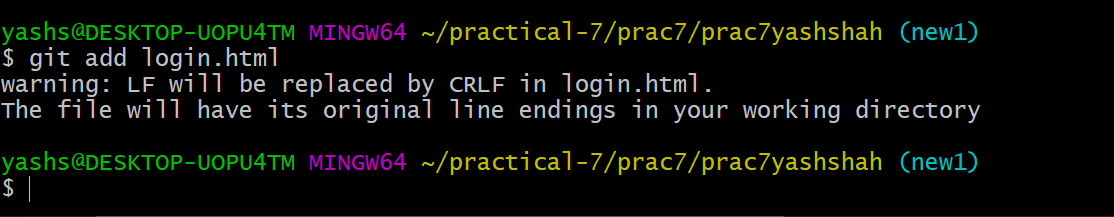 yashs@DESKTOP-UOPU4TM MINGW64 ~/practical-7/prac7/prac7yashshah (new1)
$ git add login.html
warning: LF will be replaced by CRLF in login.html.
The file will have its original line endings in your working directory
yashs@DESKTOP-UOPU4TM MINGW64 ~/practical-7/prac7/prac7yashshah (new1)
$